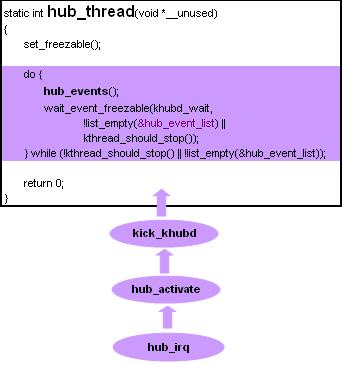 static int hub_thread(void *__unused)
{
set_freezable();
do {
hub_events();
wait_event_freezable(khubd_wait,
!list_empty(&hub_event_list) ||
kthread_should_stop());
} while (!kthread_should_stop() || !list_empty(&hub_event_list));
return 0;
}
kick_khubd
hub_activate
hub_irq